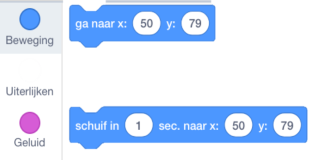 ga naar x: 50 y: 79
Beweging
Uiterlijken
schuif in 1 sec. naar x: 50 y: 79
Geluid